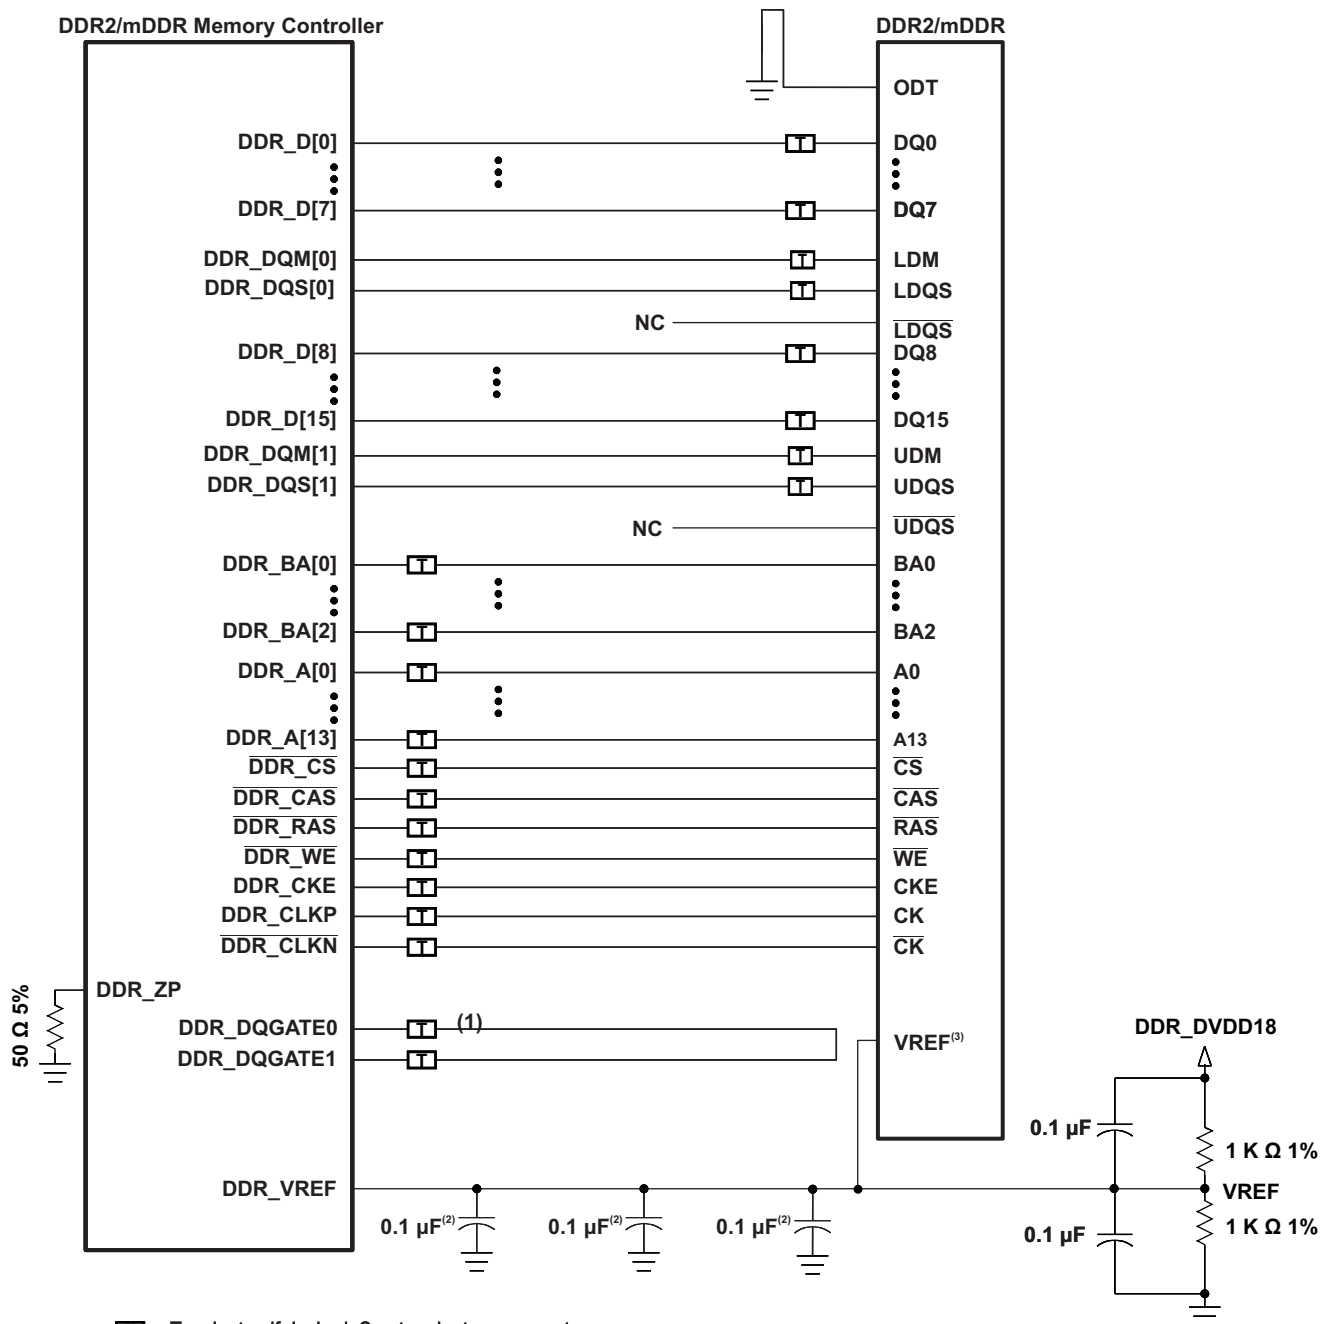 DDR2/mDDR Memory Controller
DDR2/mDDR
ODT
DDR_D[0]
T
DQ0
DDR_D[7]
T
DQ7
DDR_DQM[0]
T
LDM
DDR_DQS[0]
T
LDQS
NC
LDQS
DDR_D[8]
T
DQ8
DDR_D[15]
T
DQ15
DDR_DQM[1]
T
UDM
DDR_DQS[1]
T
UDQS
NC
UDQS
DDR_BA[0]
T
BA0
DDR_BA[2]
T
BA2
DDR_A[0]
T
A0
DDR_A[13]
T
A13
DDR_CS
T
CS
DDR_CAS
T
CAS
DDR_RAS
T
RAS
DDR_WE
T
WE
DDR_CKE
T
CKE
DDR_CLKP
T
CK
DDR_CLKN
T
CK
50 Ω 5%
DDR_ZP
DDR_DQGATE0
T
(1)
DDR_DQGATE1
T
VREF(3)
DDR_DVDD18
0.1 µF
1 K Ω 1%
DDR_VREF
VREF
0.1 µF(2)
0.1 µF(2)
0.1 µF(2)
0.1 µF
1 K Ω 1%